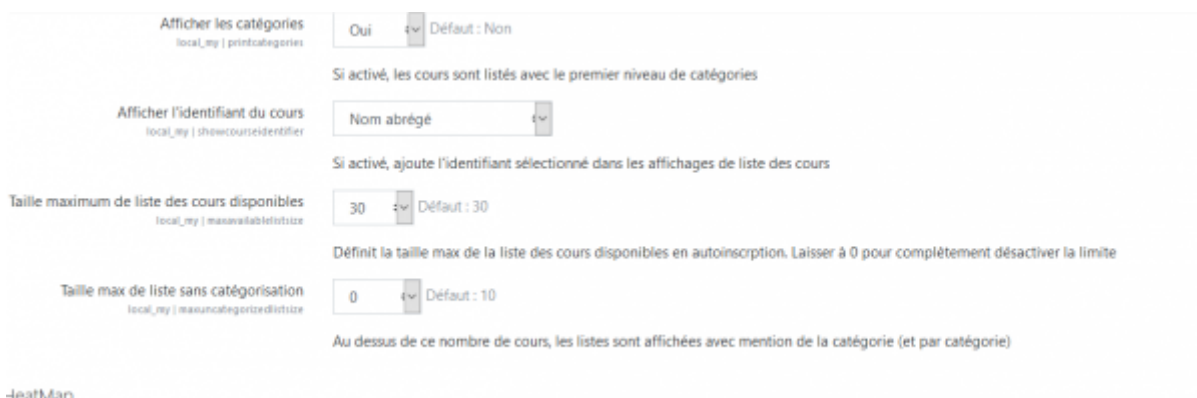 Afficher les catégories
local_my | printcategories
Oui
Défaut : Non
Si activé, les cours sont listés avec le premier niveau de catégories
Afficher l'identifiant du cours
local_my | showcourseidentifier
Nom abrégé
Si activé, ajoute l'identifiant sélectionné dans les affichages de liste des cours
Taille maximum de liste des cours disponibles
local_my | maxavailablelistsize
30
Défaut : 30
Définit la taille max de la liste des cours disponibles en autoinscrption. Laisser à 0 pour complètement désactiver la limite
Taille max de liste sans catégorisation
local_my | maxuncategorizedlistsize
0
Défaut : 10
Au dessus de ce nombre de cours, les listes sont affichées avec mention de la catégorie (et par catégorie)
HeatMap